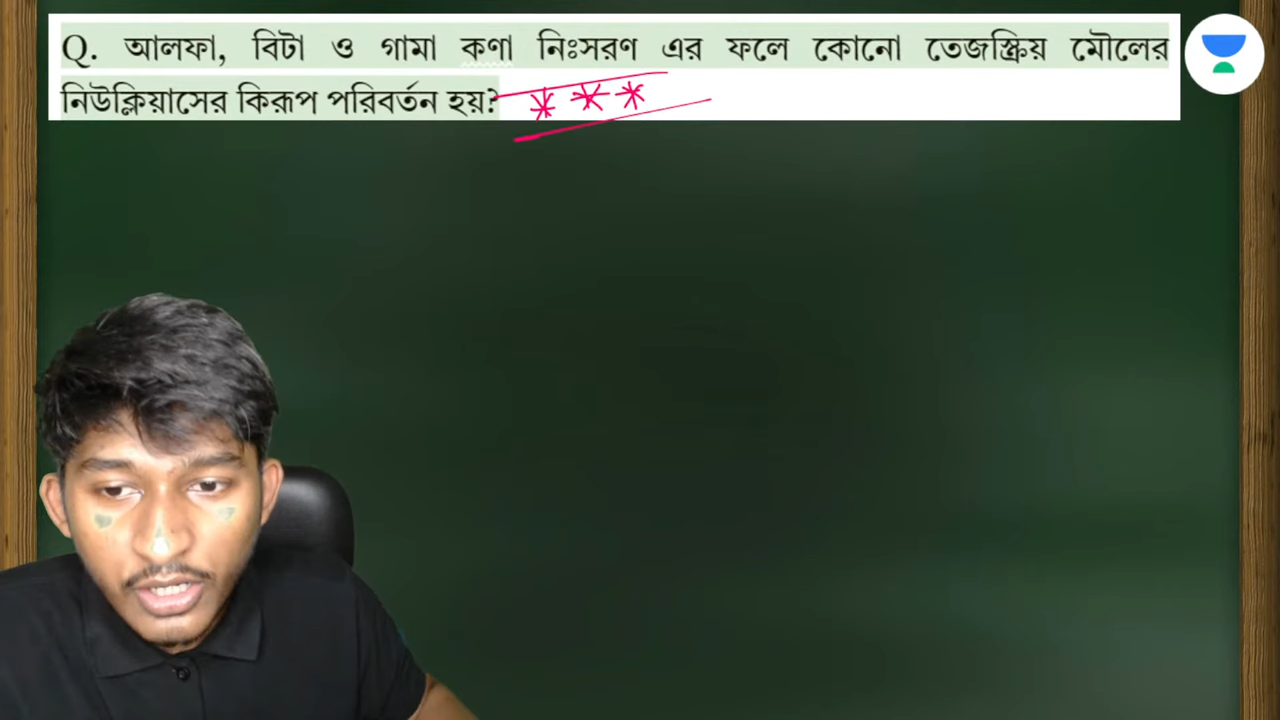 Q. আলফা, বিটা ও গামা কণা নিঃসরণ এর ফলে কোনো তেজস্ক্রিয় মৌলের
নিউক্লিয়াসের কিরূপ পরিবর্তন হয়? ***